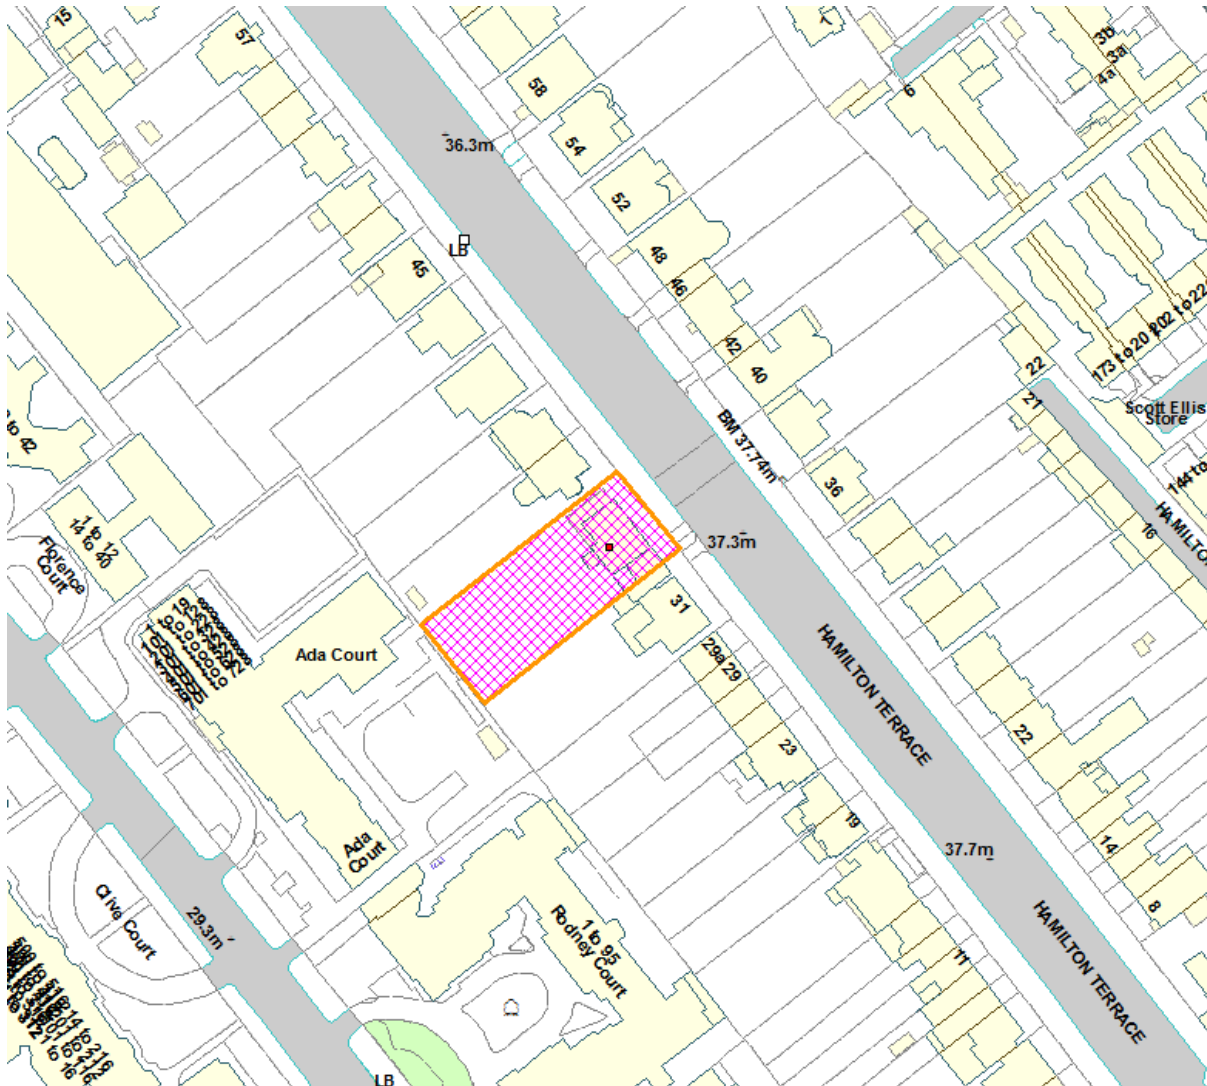 15
57
58
7
3b
3a
4a
6
36.3m
54
52
LB
45
48
46
42
40
22
21
173 to 20
202 to 22
Scott Ellis
Store
to 42
BM 37.74m
36
144 to
16
HAMILTON
1 to 12
14 to 40
Florence
Court
37.3m
31
29a 29
HAMILTON TERRACE
Ada Court
23
22
19
14
37.7m
8
Ada
Court
Clive Court
29.3m
1 to 95
Rodney Court
11
HAMILTON TERRACE
LB